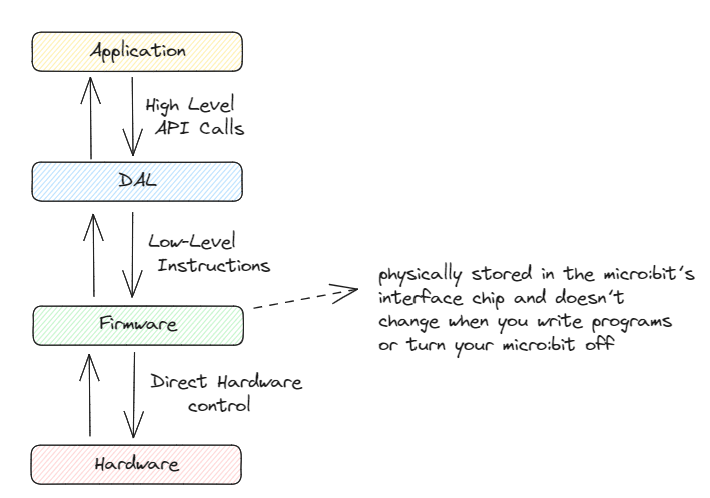 Application
High Level
API Calls
DAL
Low-Level
Instructions
physically stored in the micro:bit's
interface chip and doesn't
change when you write programs
or turn your micro:bit off
Firmware
Direct Hardware
control
Hardware